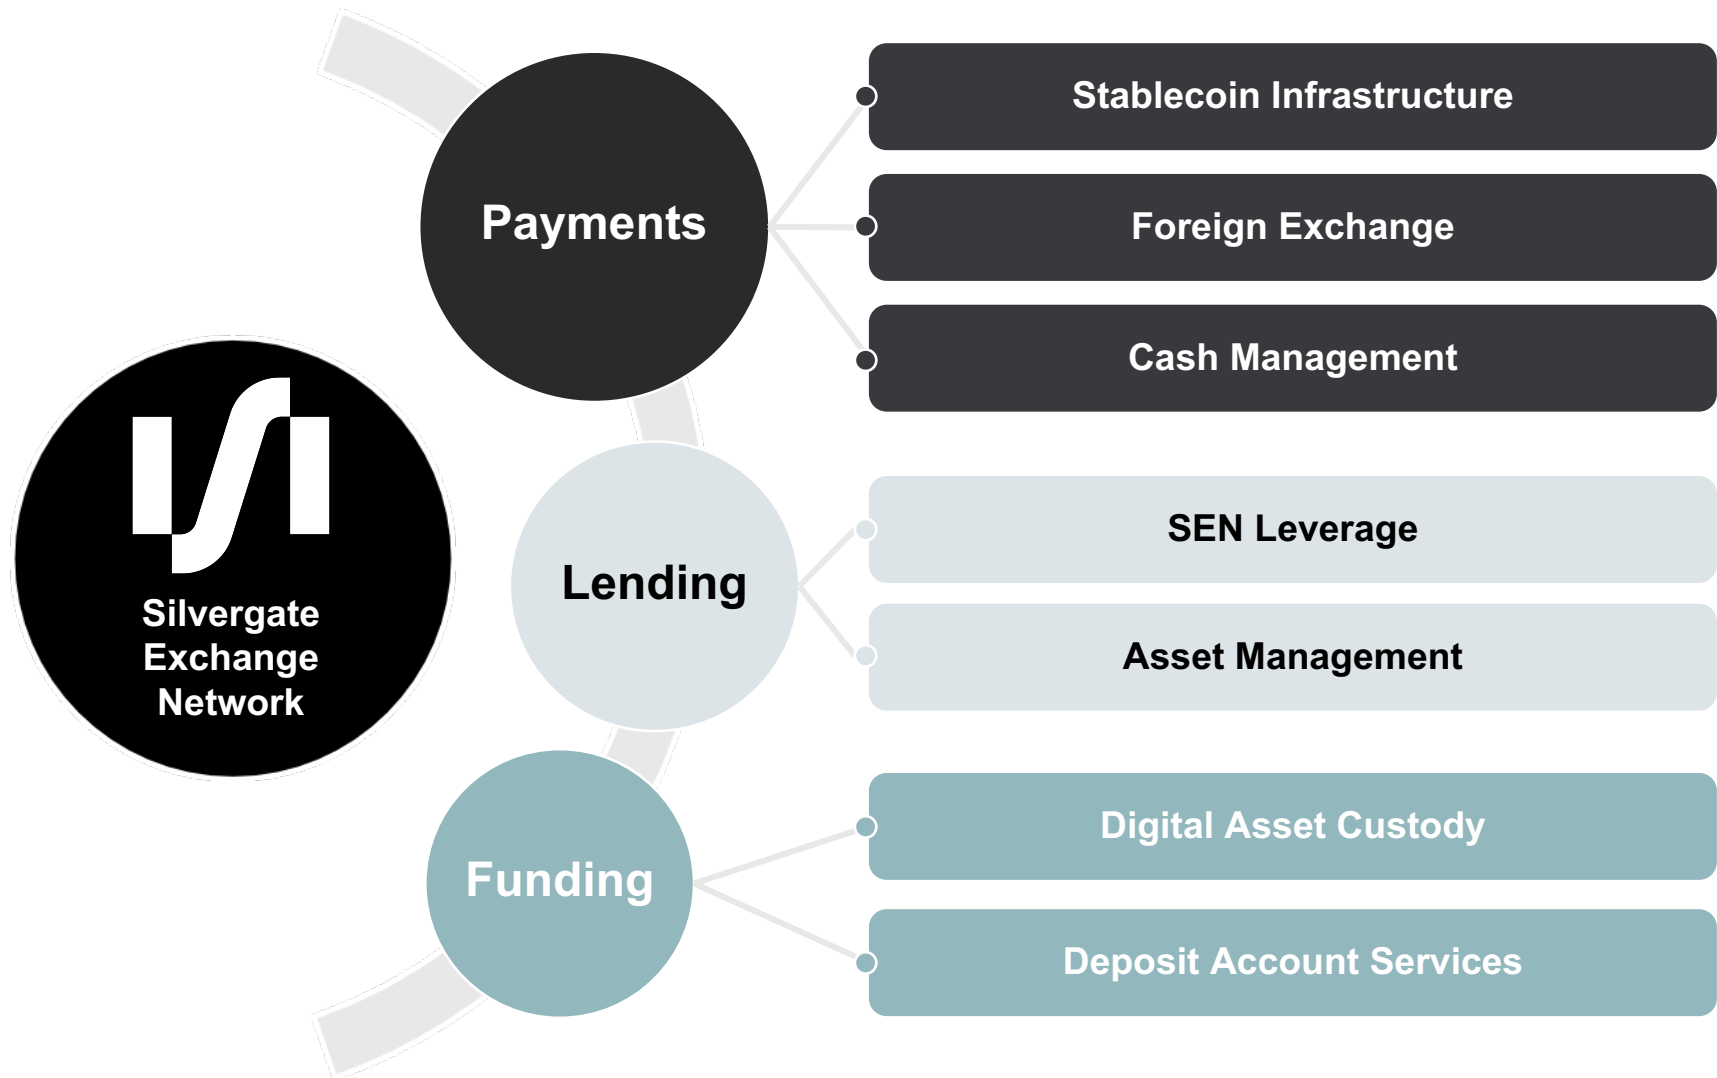 Silvergate
Exchange
Network
Payments
Stablecoin Infrastructure
Foreign Exchange
Cash Management
Lending
SEN Leverage
Asset Management
Funding
Digital Asset Custody
Deposit Account Services